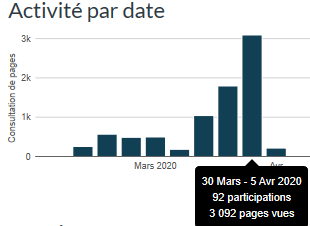 Activité par date
Consultation de pages
3k
2k
1k
0
Mars 2020
Avr
30 Mars - 5 Avr 2020
92 participations
3 092 pages vues